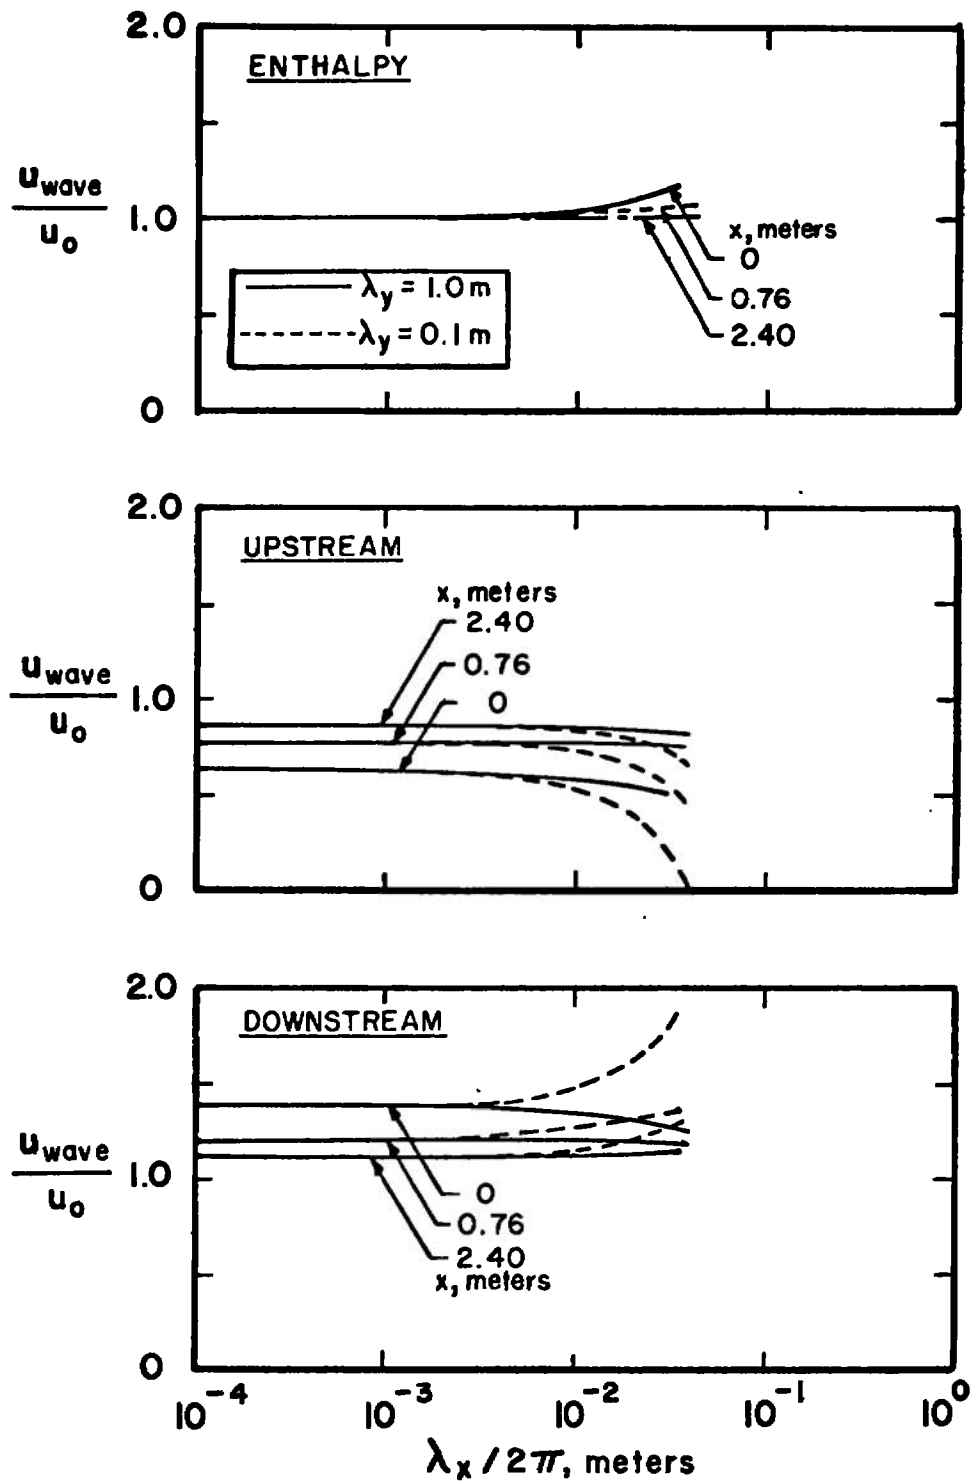 2.0
ENTHALPY
u_wave
u_o
1.0
x, meters
0
0.76
2.40
λ_y = 1.0 m
λ_y = 0.1 m
0
2.0
UPSTREAM
x, meters
2.40
0.76
0
u_wave
u_o
1.0
0
2.0
DOWNSTREAM
u_wave
u_o
1.0
0
0.76
2.40
x, meters
0
10^-4 10^-3 10^-2 10^-1 10^0
λ_x / 2π, meters